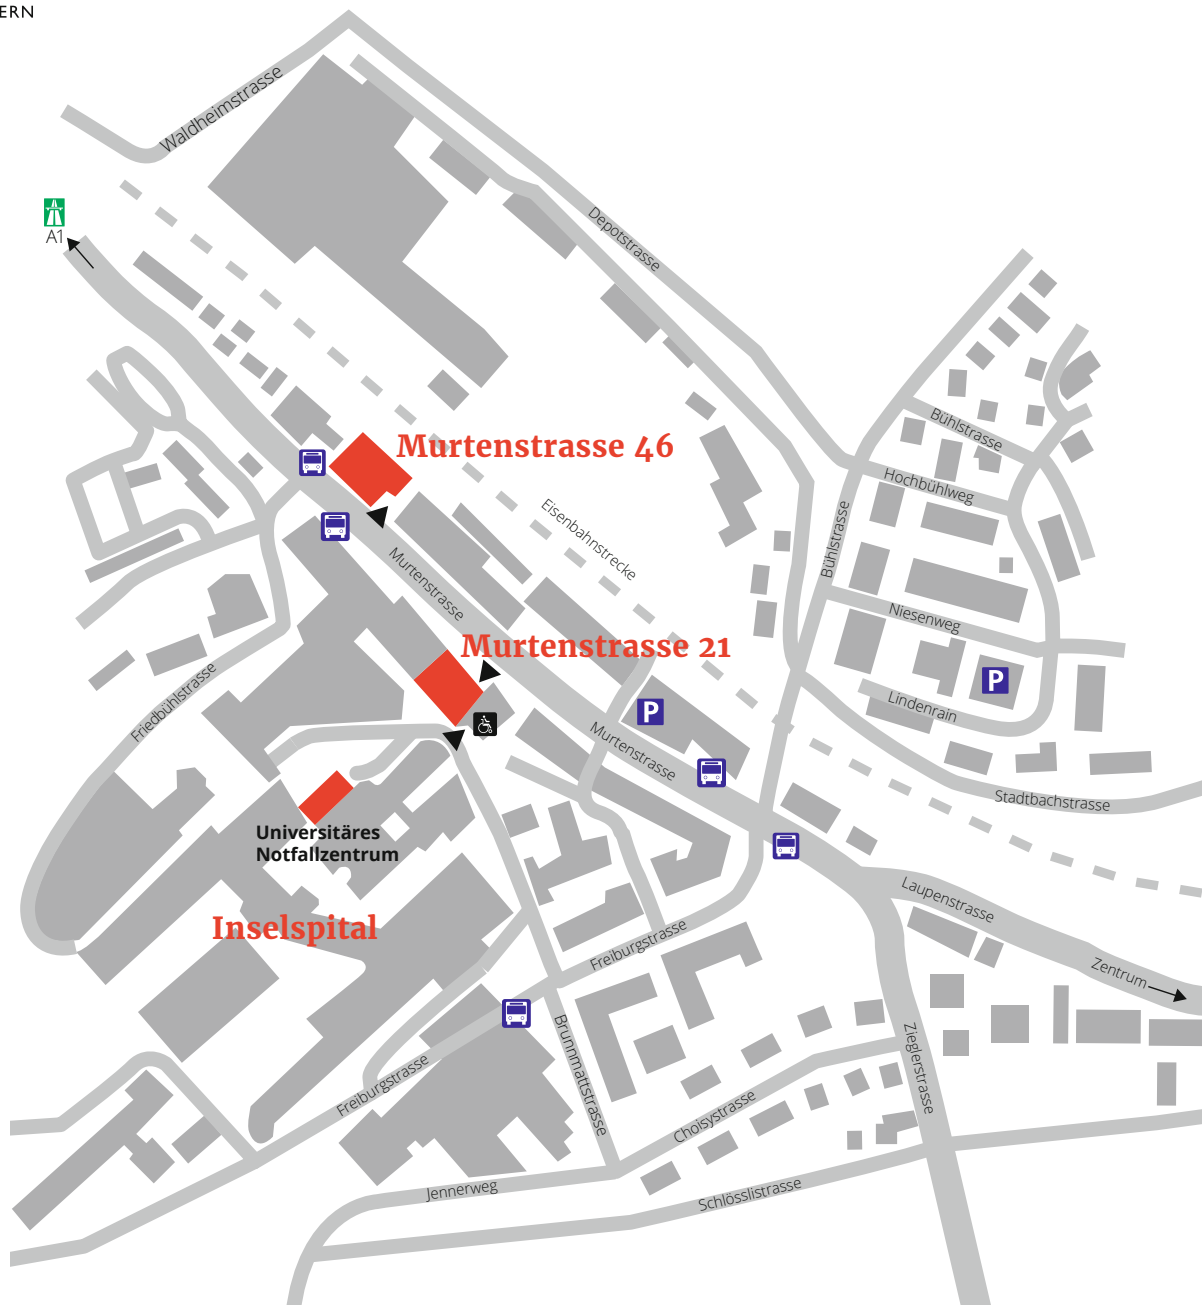 ERN
Waldheimstrasse
A1
Depotstrasse
Bühlstrasse
Murtenstrasse 46
Hochbühlweg
Eisenbahnstrecke
Bühlstrasse
Murtenstrasse
Niesenweg
Murtenstrasse 21
Friedbühlstrasse
P
Lindenrain
P
Murtenstrasse
Stadtbachstrasse
Universitäres
Notfallzentrum
Laupenstrasse
Inselspital
Freiburgstrasse
Zentrum
Brunnmattstrasse
Zieglerstrasse
Freiburgstrasse
Choisystrasse
Jennerweg
Schlösslistrasse